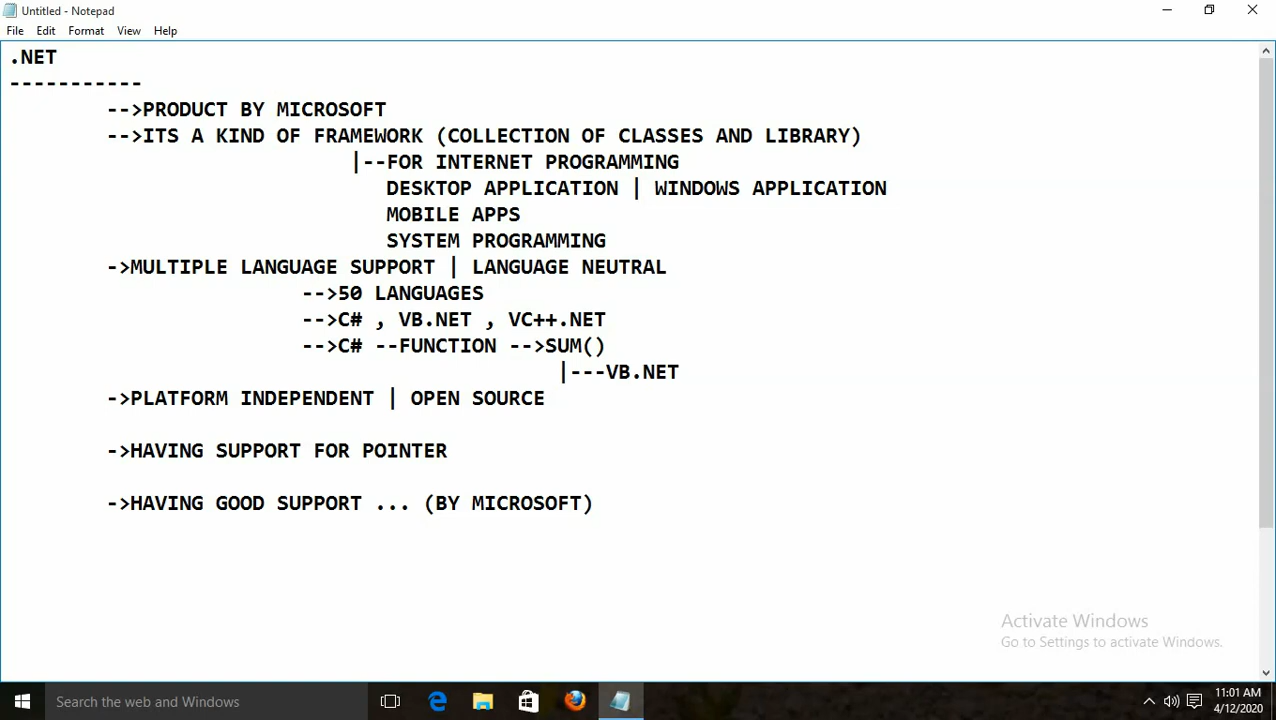 Untitled - Notepad
File Edit Format View Help
.NET
-----------
-->PRODUCT BY MICROSOFT
-->ITS A KIND OF FRAMEWORK (COLLECTION OF CLASSES AND LIBRARY)
|--FOR INTERNET PROGRAMMING
DESKTOP APPLICATION | WINDOWS APPLICATION
MOBILE APPS
SYSTEM PROGRAMMING
->MULTIPLE LANGUAGE SUPPORT | LANGUAGE NEUTRAL
-->50 LANGUAGES
-->C# , VB.NET , VC++.NET
-->C# --FUNCTION -->SUM()
|---VB.NET
->PLATFORM INDEPENDENT | OPEN SOURCE
->HAVING SUPPORT FOR POINTER
->HAVING GOOD SUPPORT ... (BY MICROSOFT)
Activate Windows
Go to Settings to activate Windows.
Search the web and Windows
11:01 AM
4/12/2020